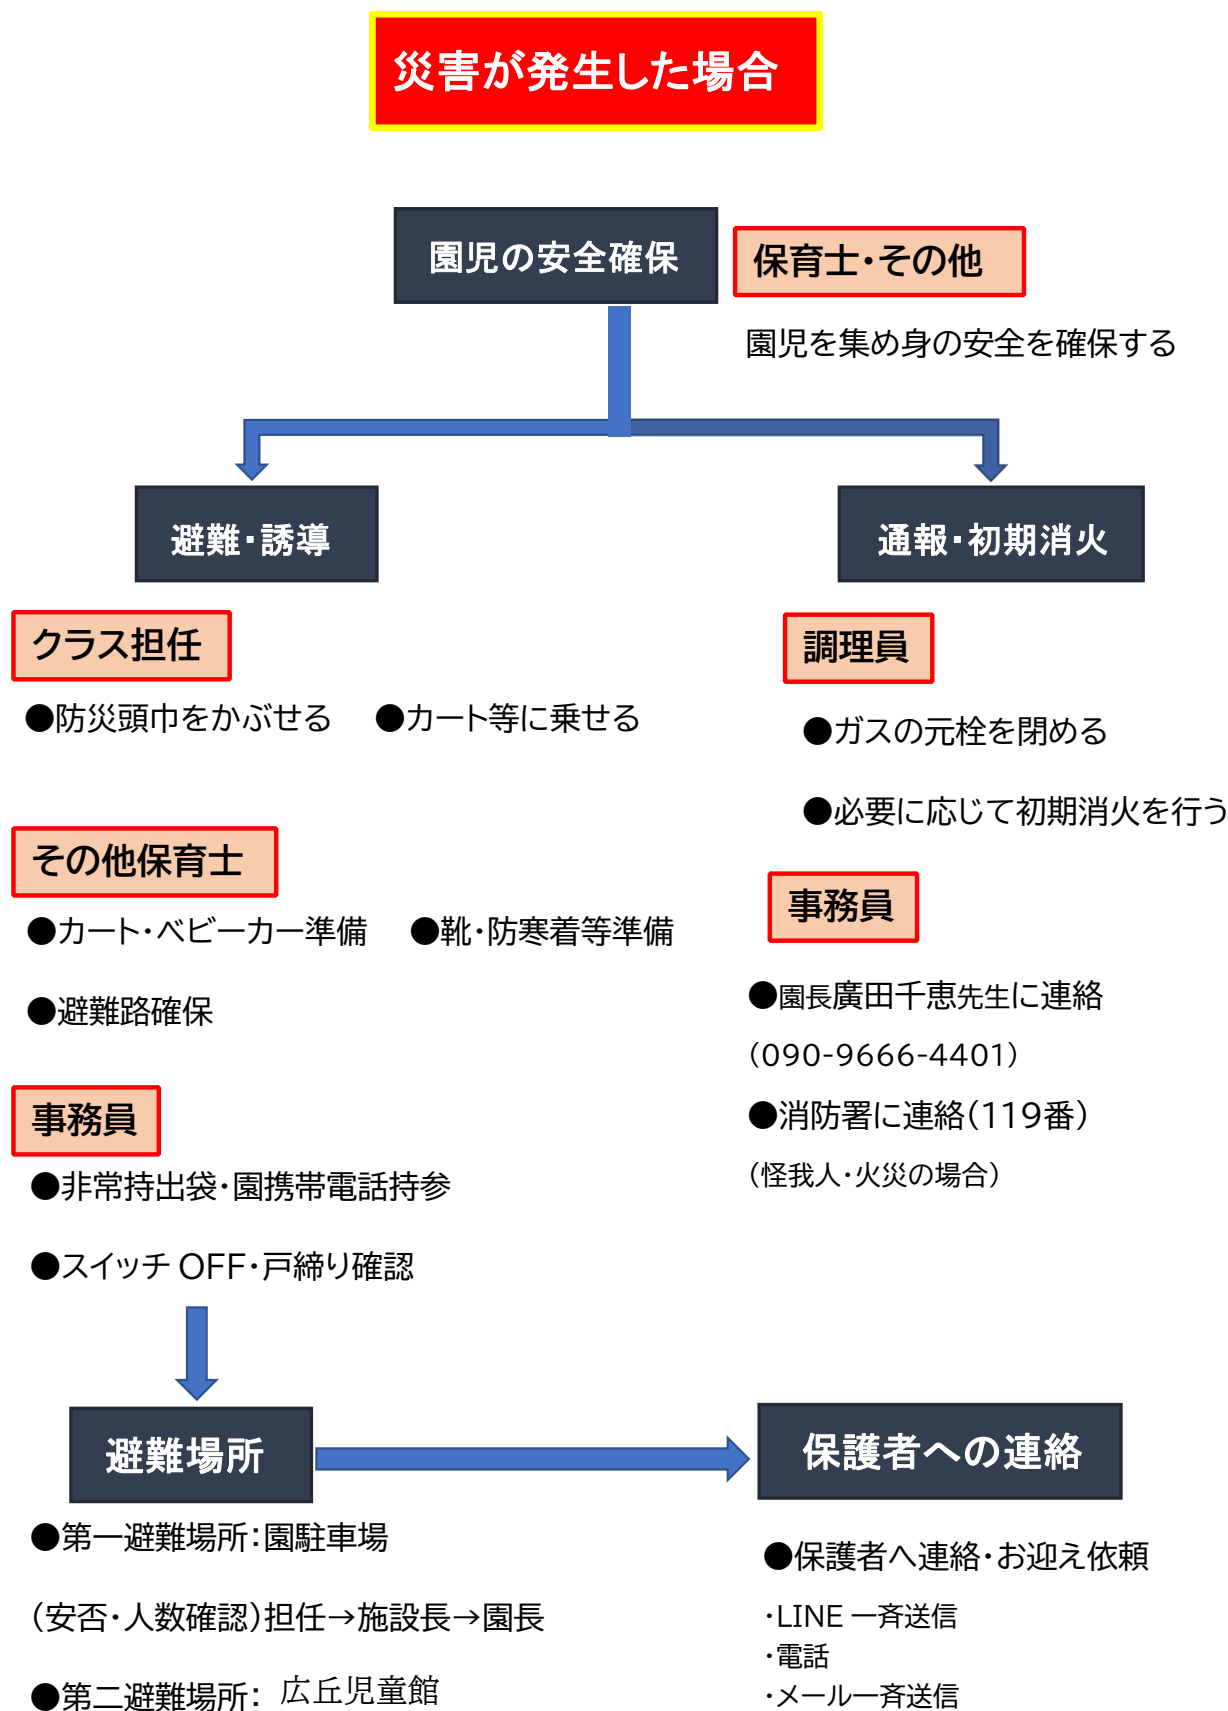 災害が発生した場合
園児の安全確保
保育士・その他
園児を集め身の安全を確保する
避難・誘導
クラス担任
●防災頭巾をかぶせる ●カート等に乗せる
その他保育士
●カート・ベビーカー準備 ●靴・防寒着等準備
●避難路確保
事務員
●非常持出袋・園携帯電話持参
●スイッチ OFF・戸締り確認
通報・初期消火
調理員
●ガスの元栓を閉める
●必要に応じて初期消火を行う
事務員
●園長廣田千恵先生に連絡
（090-9666-4401）
●消防署に連絡（119番）
（怪我人・火災の場合）
避難場所
●第一避難場所：園駐車場
（安否・人数確認）担任→施設長→園長
●第二避難場所： 広丘児童館
保護者への連絡
●保護者へ連絡・お迎え依頼
・LINE 一斉送信
・電話
・メール一斉送信